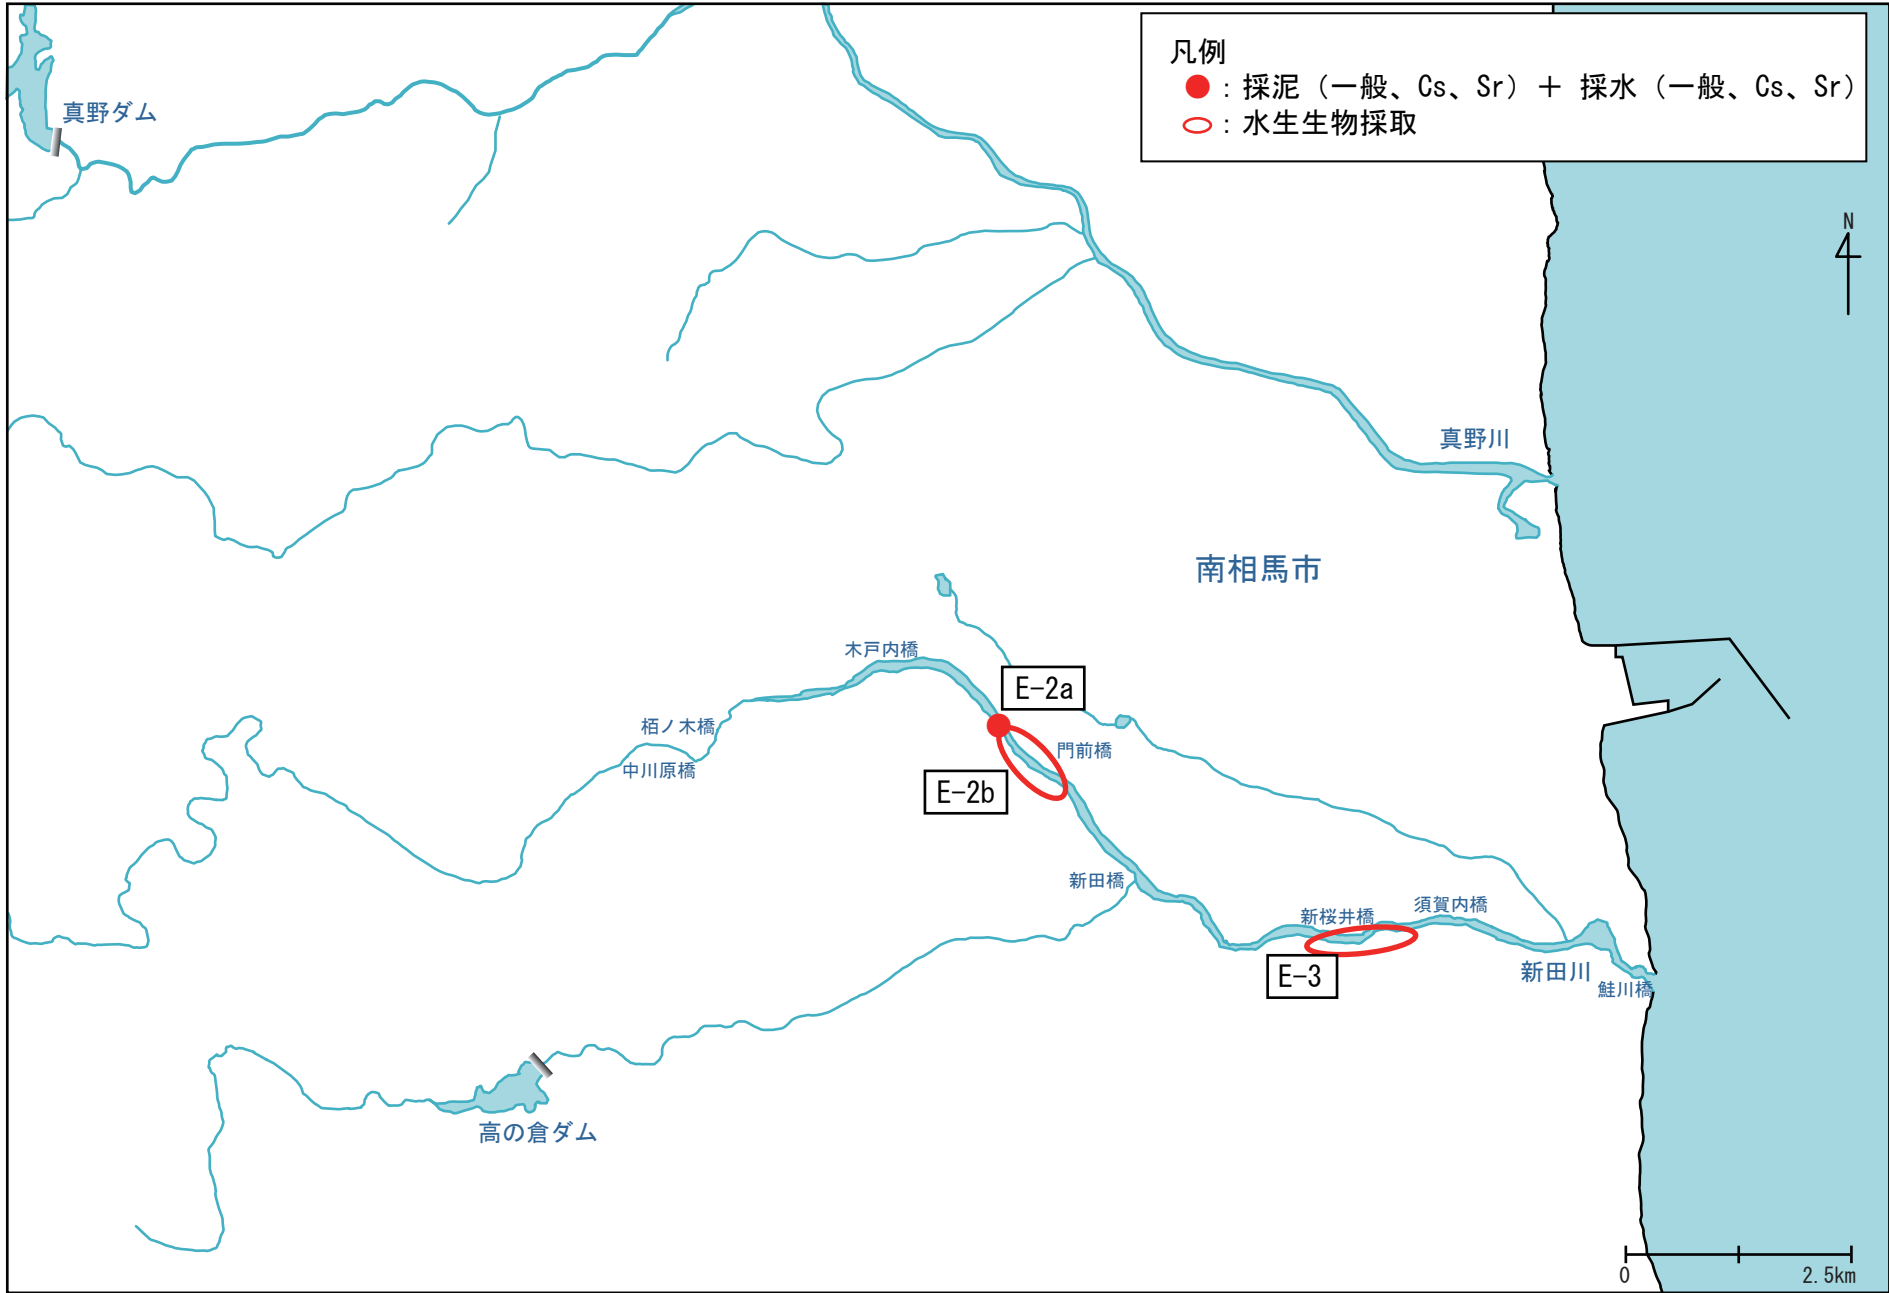 凡例
：採泥（一般、Cs、Sr）＋ 採水（一般、Cs、Sr）
：水生生物採取
真野ダム
N
真野川
南相馬市
木戸内橋
E-2a
栢ノ木橋
門前橋
中川原橋
E-2b
新田橋
新桜井橋
須賀内橋
E-3
新田川
鮭川橋
高の倉ダム
0
2.5km